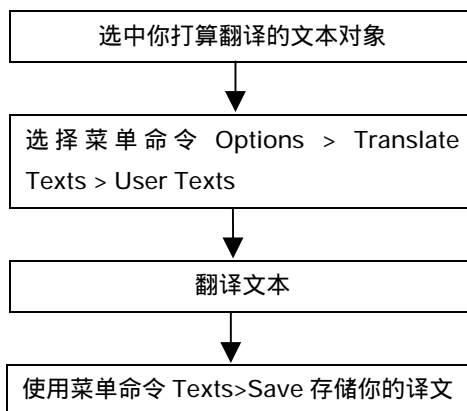 选中你打算翻译的文本对象
选择菜单命令 Options > Translate
Texts > User Texts
翻译文本
使用菜单命令 Texts>Save 存储你的译文